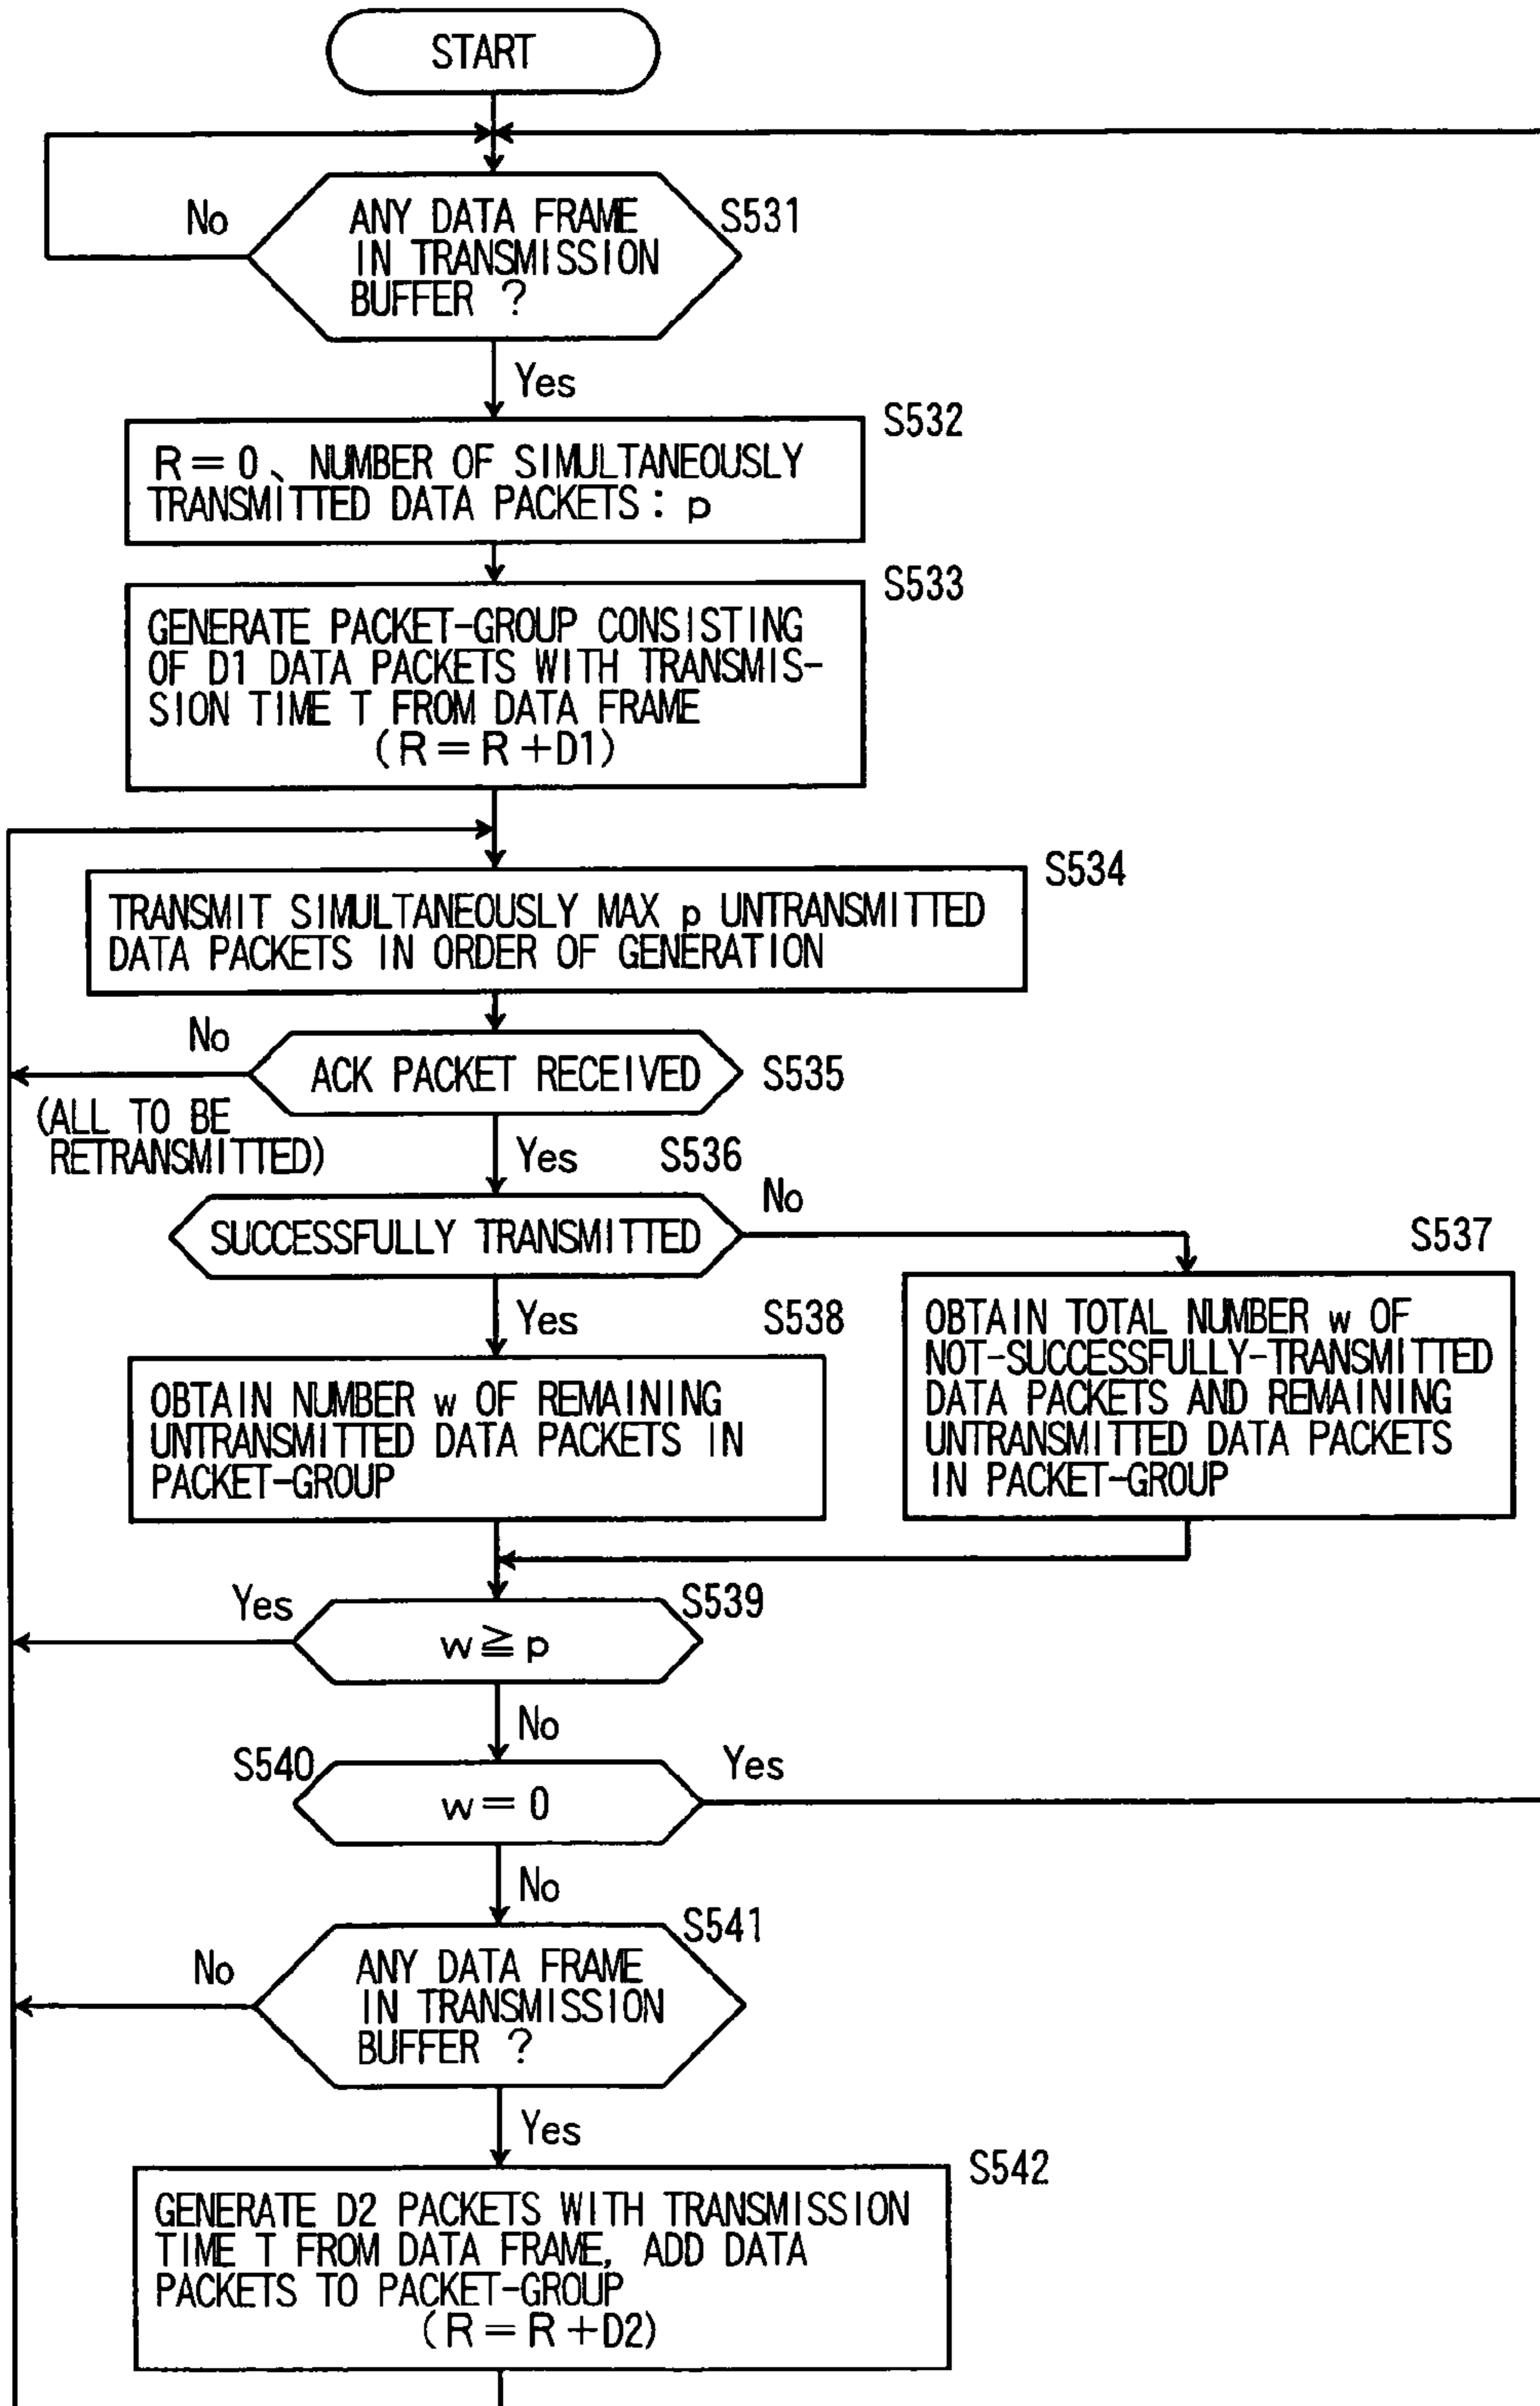 START
No
ANY DATA FRAME
IN TRANSMISSION
BUFFER ?
S531
Yes
S532
R=0、NUMBER OF SIMULTANEOUSLY
TRANSMITTED DATA PACKETS: p
S533
GENERATE PACKET-GROUP CONSISTING
OF D1 DATA PACKETS WITH TRANSMIS-
SION TIME T FROM DATA FRAME
(R=R+D1)
S534
TRANSMIT SIMULTANEOUSLY MAX p UNTRANSMITTED
DATA PACKETS IN ORDER OF GENERATION
No
ACK PACKET RECEIVED
S535
(ALL TO BE
RETRANSMITTED)
Yes
S536
SUCCESSFULLY TRANSMITTED
No
S537
Yes
S538
OBTAIN TOTAL NUMBER w OF
NOT-SUCCESSFULLY-TRANSMITTED
DATA PACKETS AND REMAINING
UNTRANSMITTED DATA PACKETS
IN PACKET-GROUP
OBTAIN NUMBER w OF REMAINING
UNTRANSMITTED DATA PACKETS IN
PACKET-GROUP
Yes
S539
w≧p
No
S540
w=0
Yes
No
S541
No
ANY DATA FRAME
IN TRANSMISSION
BUFFER ?
Yes
S542
GENERATE D2 PACKETS WITH TRANSMISSION
TIME T FROM DATA FRAME, ADD DATA
PACKETS TO PACKET-GROUP
(R=R+D2)